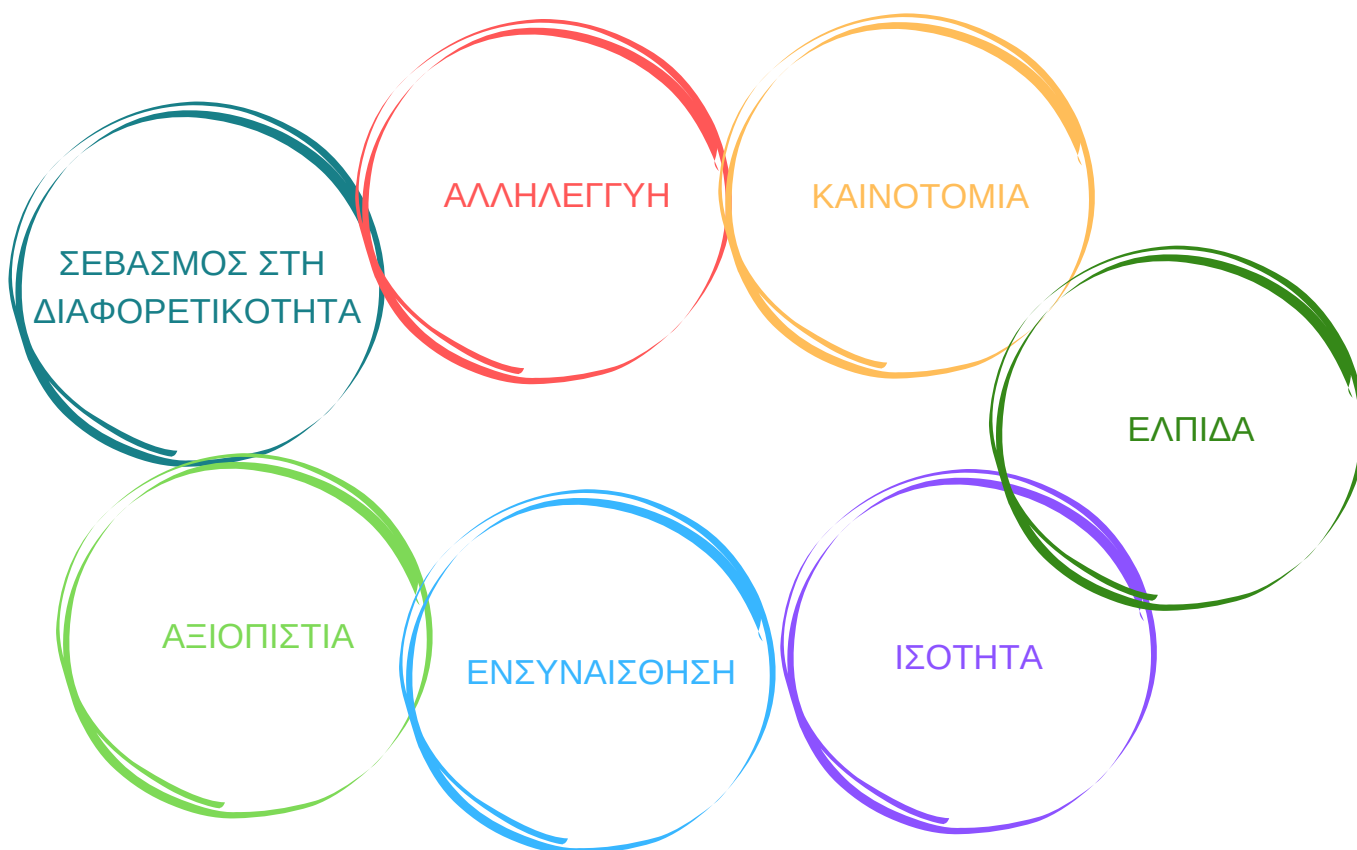 ΣΕΒΑΣΜΟΣ ΣΤΗ
ΔΙΑΦΟΡΕΤΙΚΟΤΗΤΑ
ΑΛΛΗΛΕΓΓΥΗ
ΚΑΙΝΟΤΟΜΙΑ
ΕΛΠΙΔΑ
ΑΞΙΟΠΙΣΤΙΑ
ΕΝΣΥΝΑΙΣΘΗΣΗ
ΙΣΟΤΗΤΑ